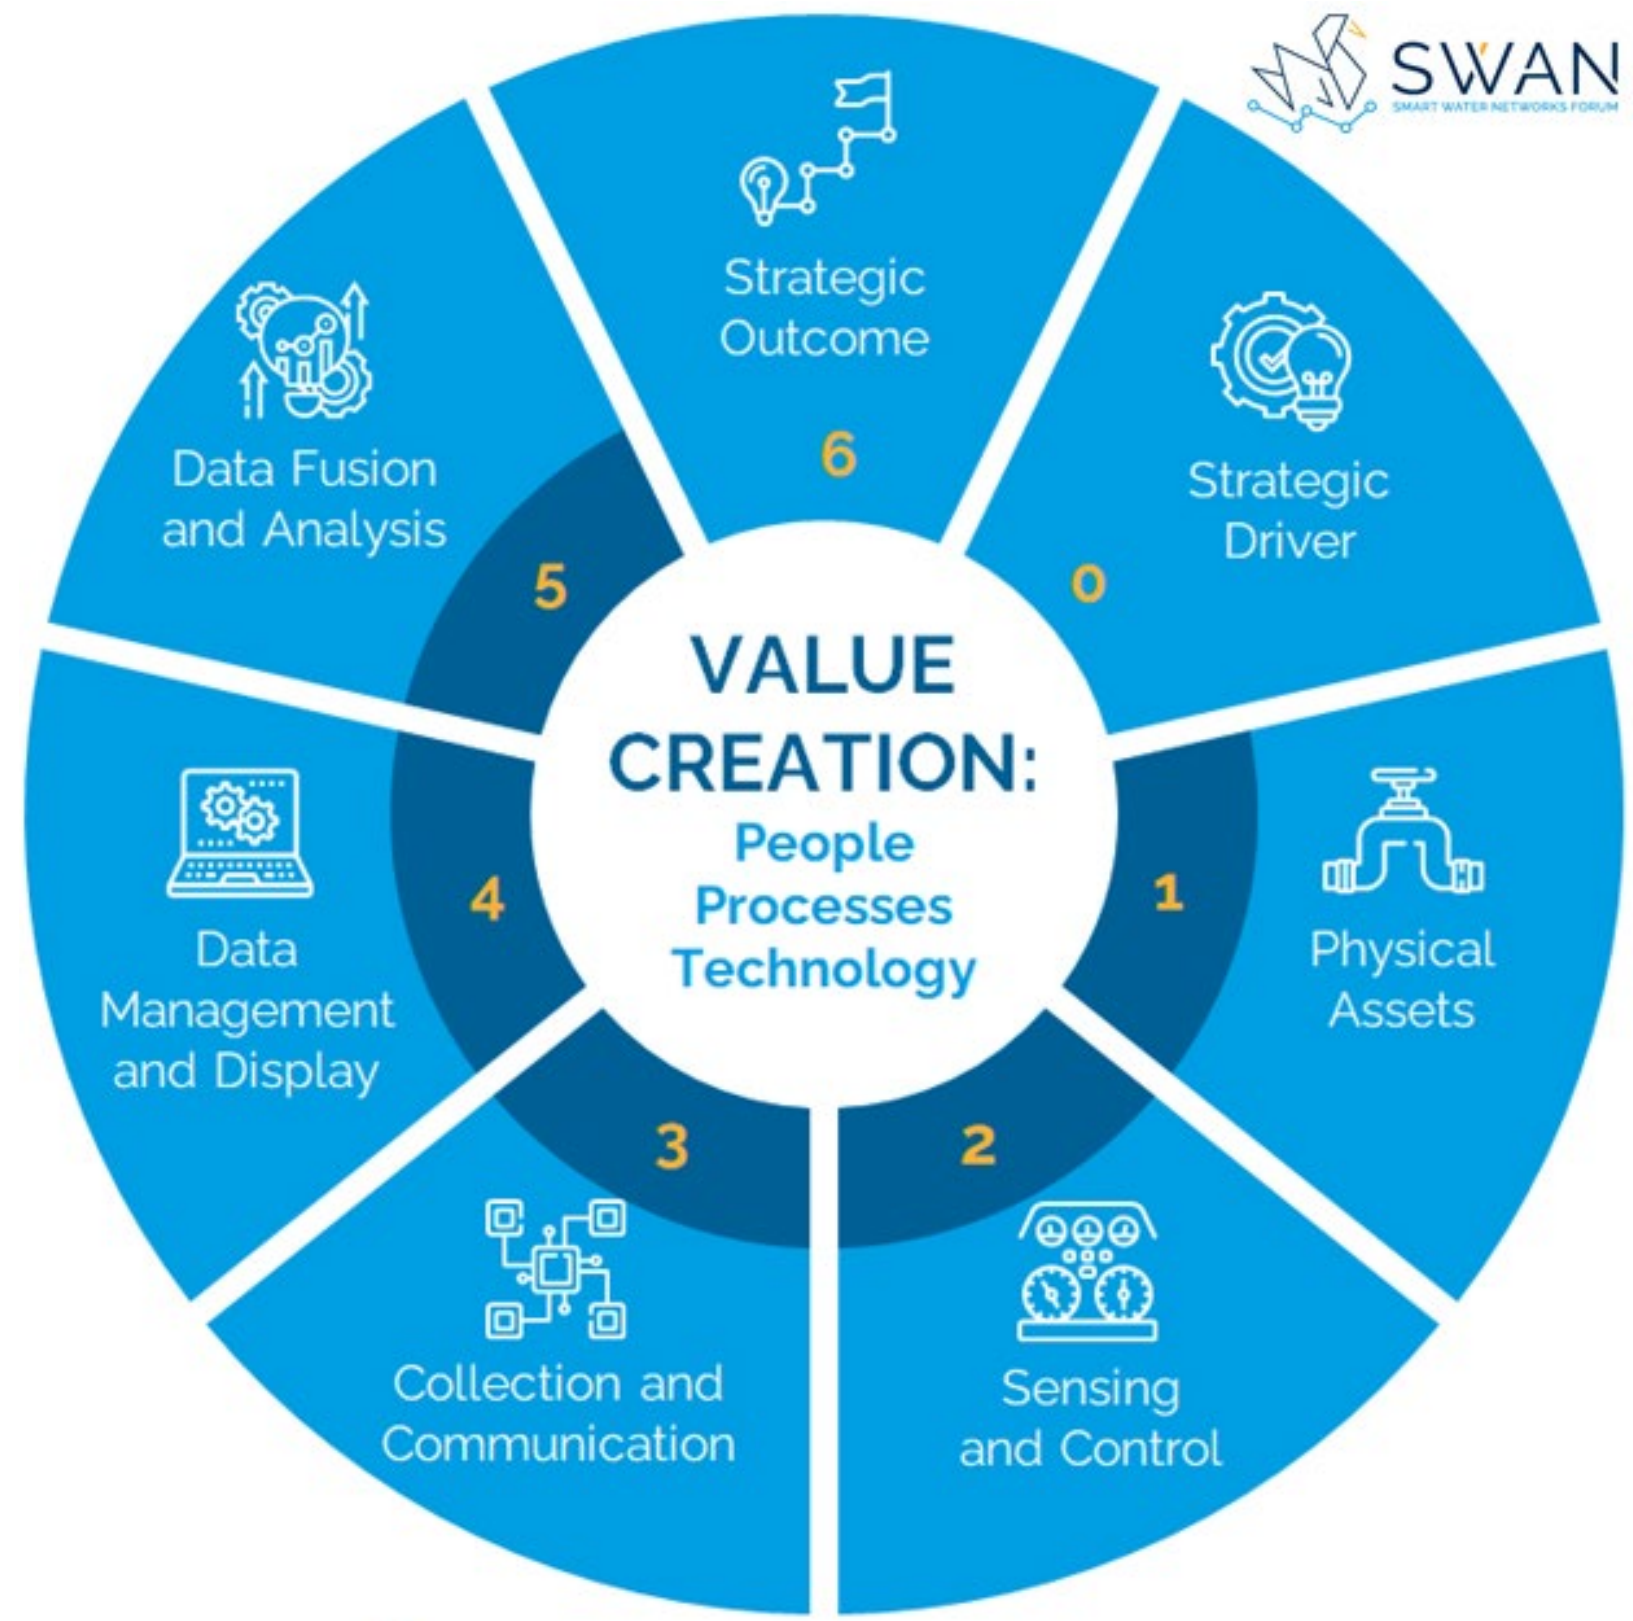 SWAN
SMART WATER NETWORKS FORUM
Strategic
Outcome
6
Strategic
Driver
0
Physical
Assets
1
Sensing
and Control
2
Collection and
Communication
3
Data
Management
and Display
4
Data Fusion
and Analysis
5
VALUE
CREATION:
People
Processes
Technology